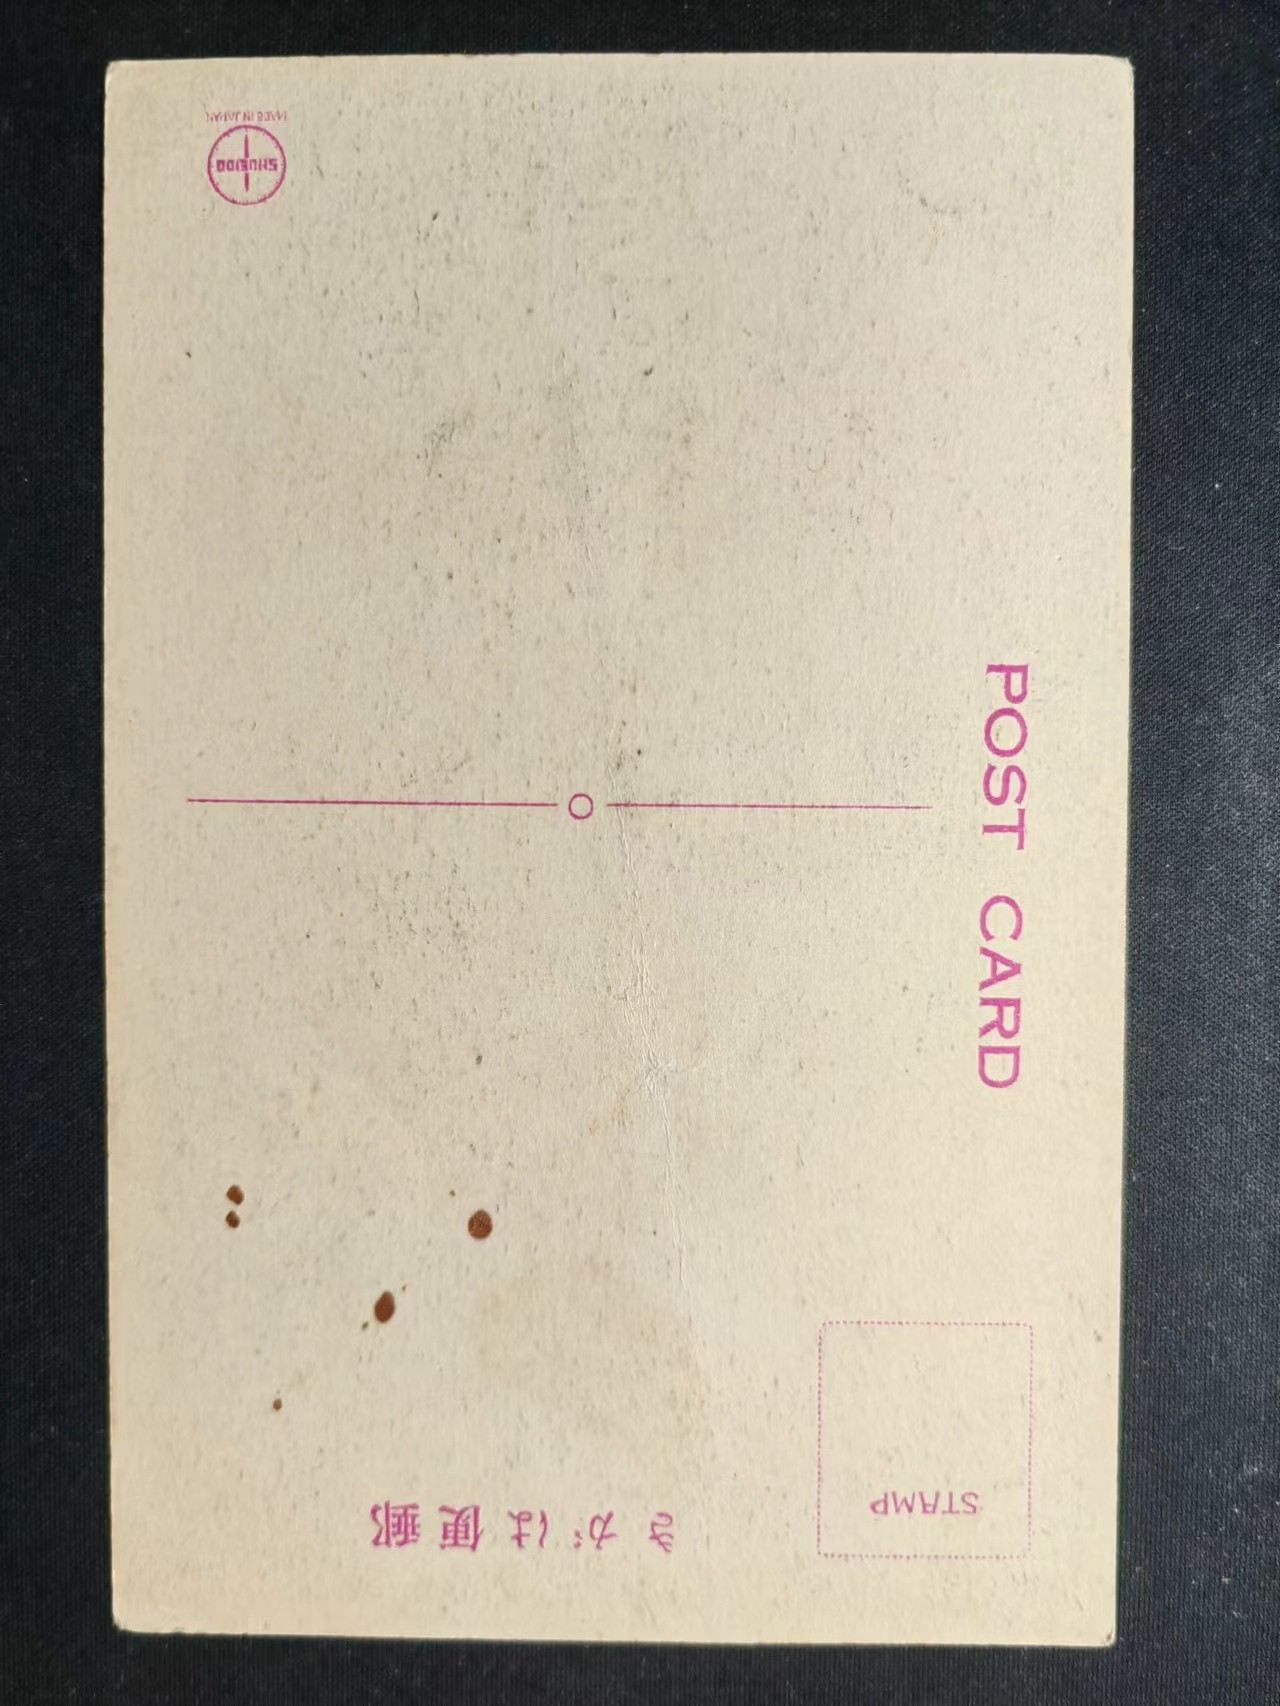 POST CARD
STAMP
郵便はがき
SHUEIDO
MADE IN JAPAN